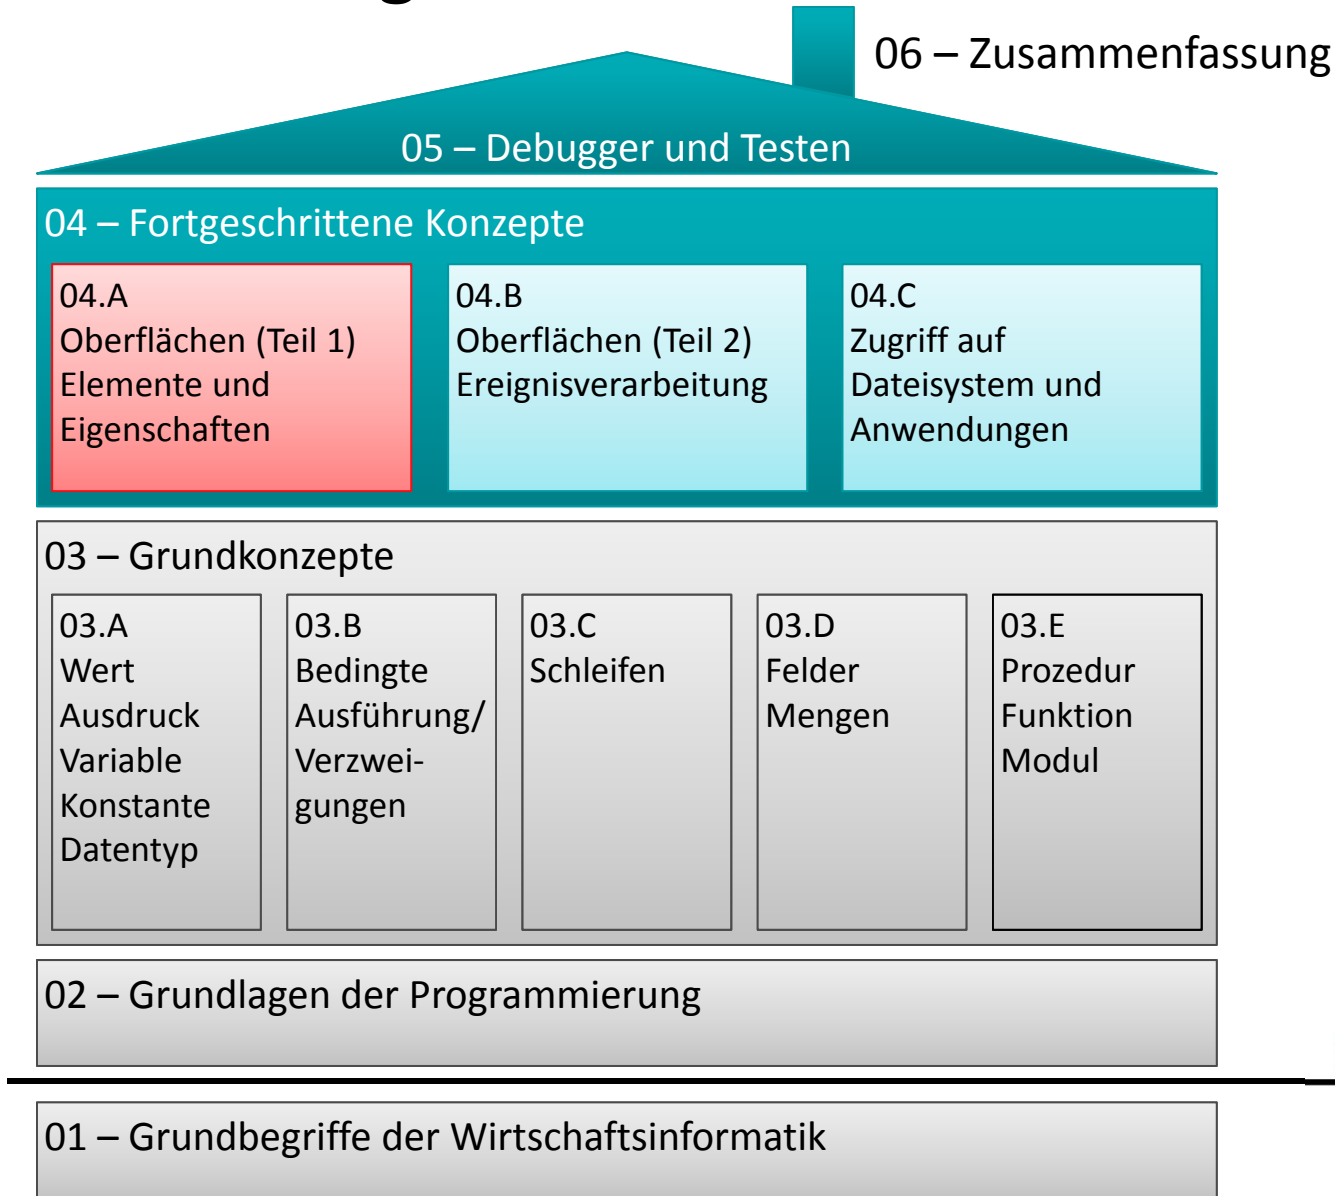 06 – Zusammenfassung
05 – Debugger und Testen
04 – Fortgeschrittene Konzepte
04.A
Oberflächen (Teil 1)
Elemente und
Eigenschaften
04.B
Oberflächen (Teil 2)
Ereignisverarbeitung
04.C
Zugriff auf
Dateisystem und
Anwendungen
03 – Grundkonzepte
03.A
Wert
Ausdruck
Variable
Konstante
Datentyp
03.B
Bedingte
Ausführung/
Verzwei-
gungen
03.C
Schleifen
03.D
Felder
Mengen
03.E
Prozedur
Funktion
Modul
02 – Grundlagen der Programmierung
01 – Grundbegriffe der Wirtschaftsinformatik